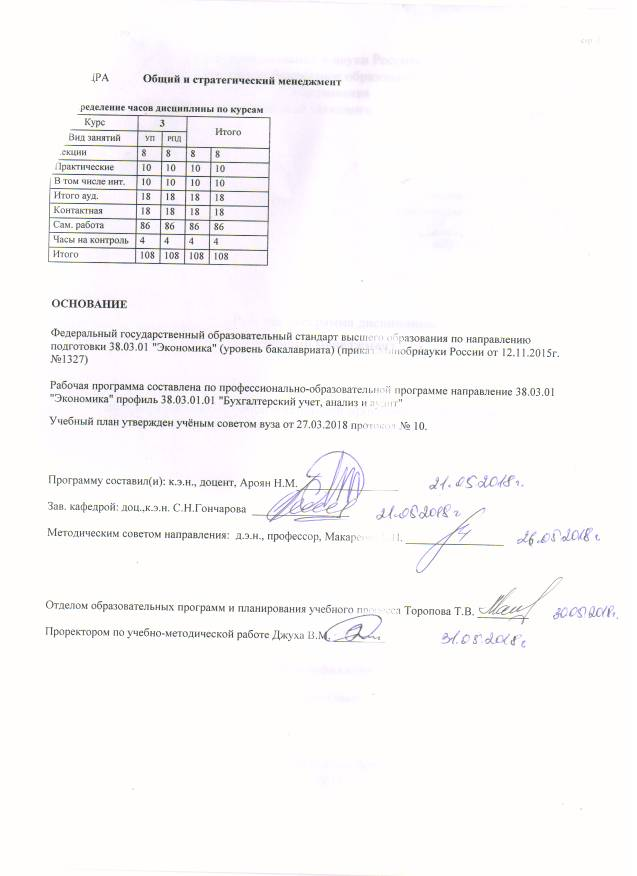 ДРА Общий и стратегический менеджмент
ределение часов дисциплины по курсам
Курс 3 Итого
Вид занятий УП РПД
екции 8 8 8 8
Практические 10 10 10 10
В том числе инт. 10 10 10 10
Итого ауд. 18 18 18 18
Контактная 18 18 18 18
Сам. работа 86 86 86 86
Часы на контроль 4 4 4 4
Итого 108 108 108 108
ОСНОВАНИЕ
Федеральный государственный образовательный стандарт высшего образования по направлению
подготовки 38.03.01 "Экономика" (уровень бакалавриата) (приказ Минобрнауки России от 12.11.2015г.
№1327)
Рабочая программа составлена по профессионально-образовательной программе направление 38.03.01
"Экономика" профиль 38.03.01.01 "Бухгалтерский учет, анализ и аудит"
Учебный план утвержден учёным советом вуза от 27.03.2018 протокол № 10.
Программу составил(и): к.э.н., доцент, Ароян Н.М. 21.05.2018г.
Зав. кафедрой: доц.,к.э.н. С.Н.Гончарова 21.05.2018г
Методическим советом направления: д.э.н., профессор, Макаре 26.05.2018г.
Отделом образовательных программ и планирования учебного процесса Торопова Т.В. 30.05.2018г.
Проректором по учебно-методической работе Джуха В.М. 31.05.2018г